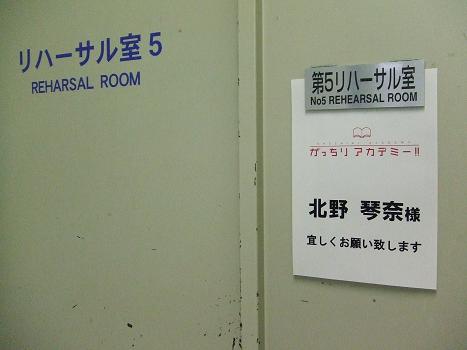 リハーサル室 5
REHARSAL ROOM
第5リハーサル室
No5 REHEARSAL ROOM
がっちりアカデミー!!
北野 琴奈様
宜しくお願い致します